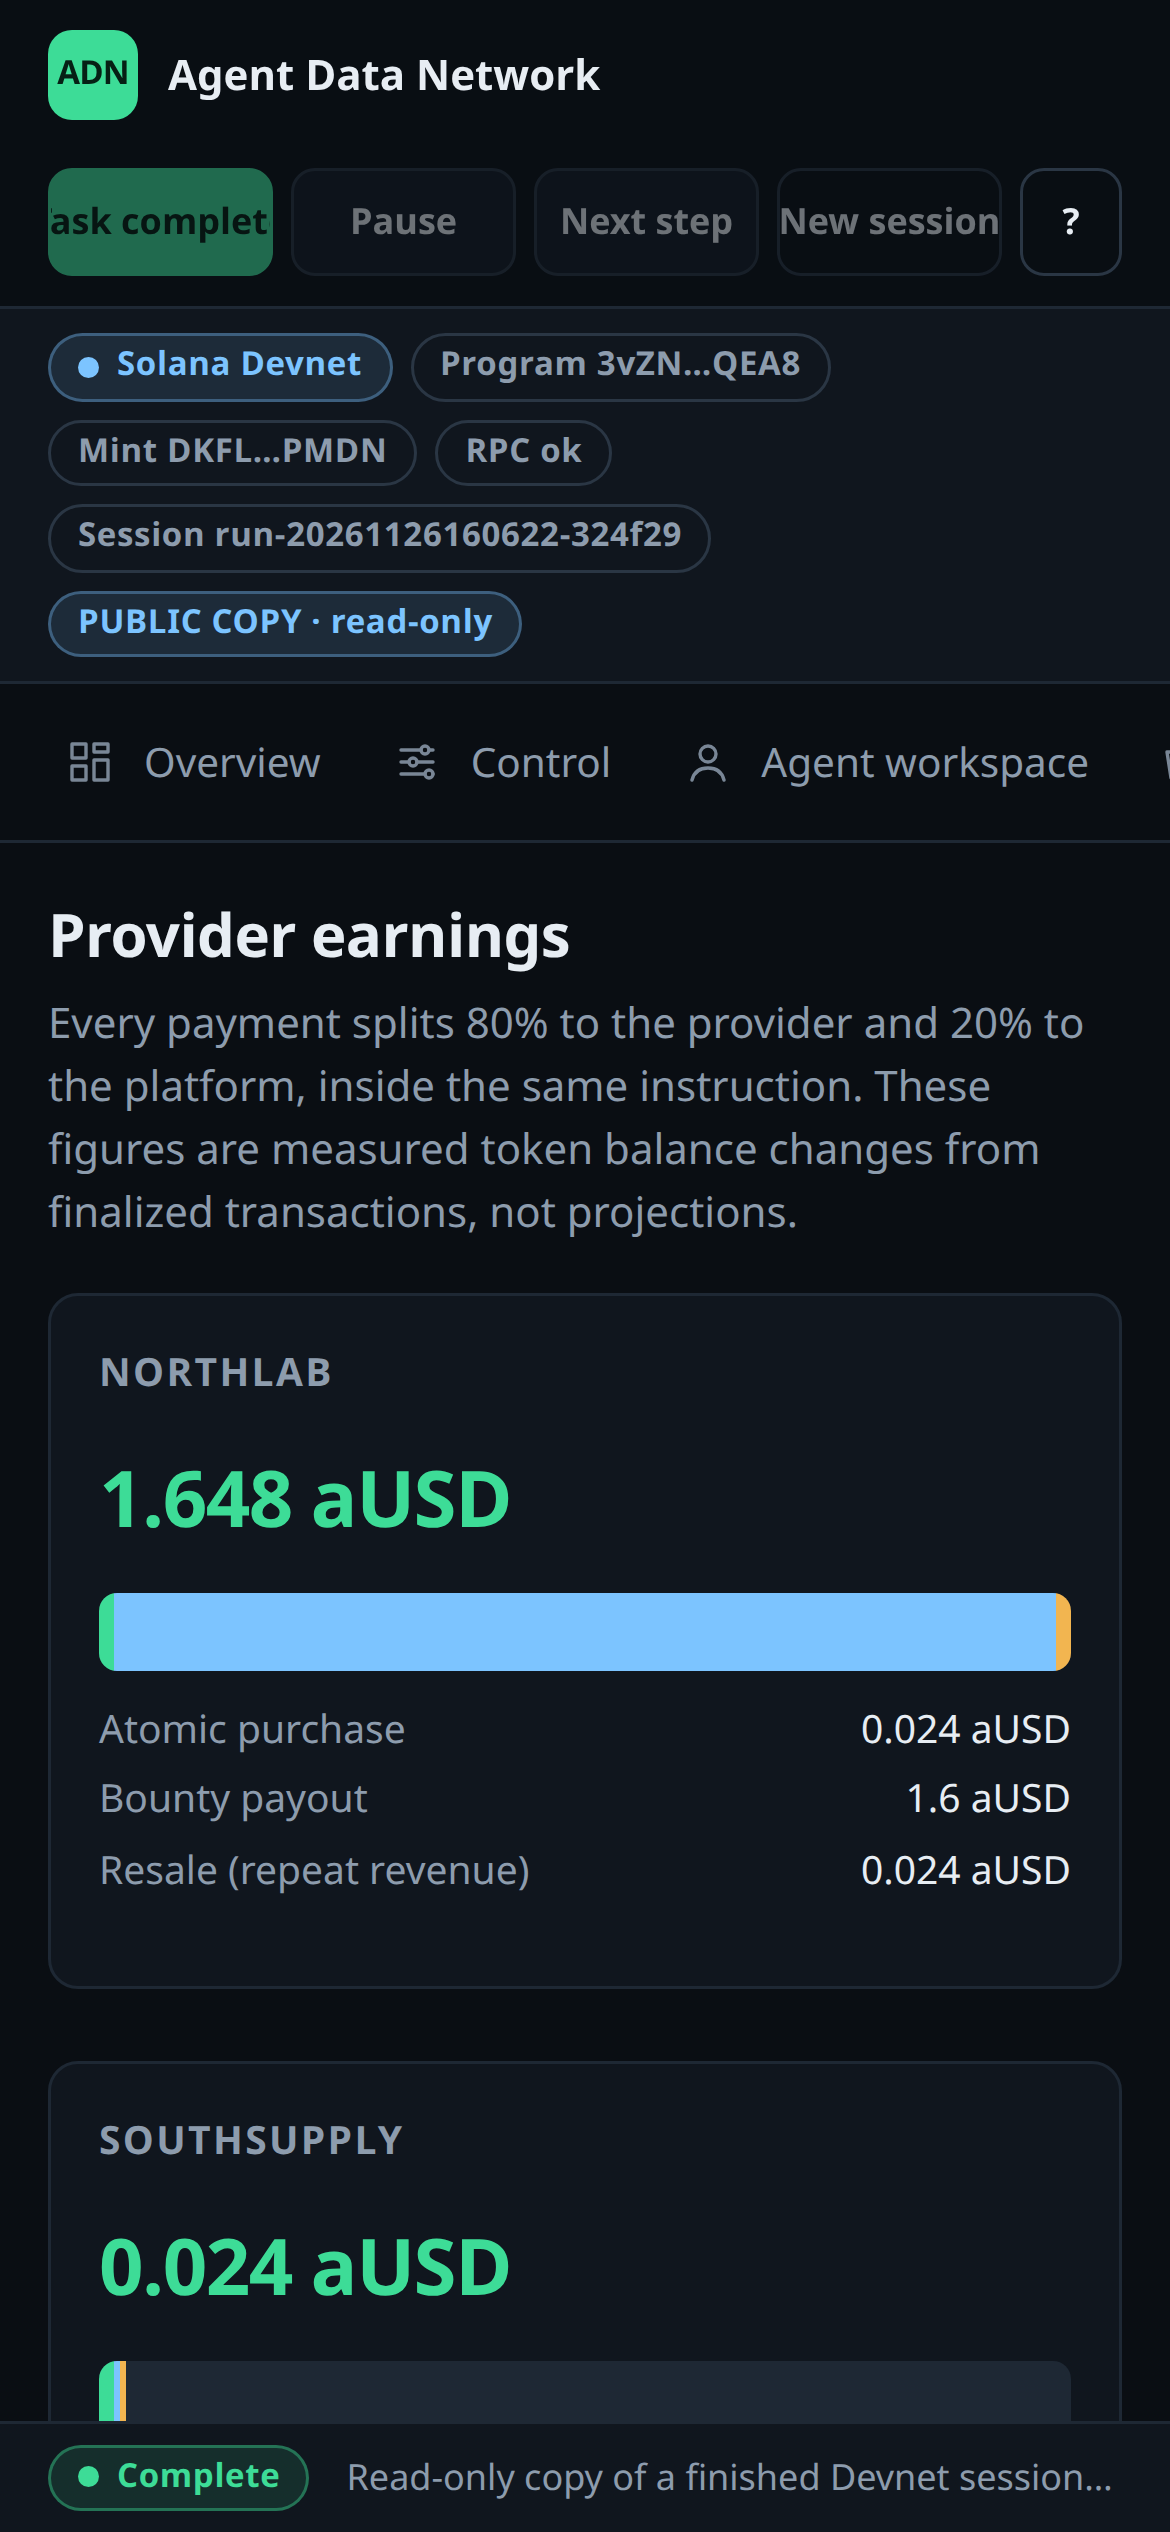 ADN
Agent Data Network
ask complet
Pause
Next step
New session
?
Solana Devnet
Program 3vZN…QEA8
Mint DKFL…PMDN
RPC ok
Session run-20261126160622-324f29
PUBLIC COPY · read-only
Overview
Control
Agent workspace
Provider earnings
Every payment splits 80% to the provider and 20% to
the platform, inside the same instruction. These
figures are measured token balance changes from
finalized transactions, not projections.
NORTHLAB
1.648 aUSD
Atomic purchase
0.024 aUSD
Bounty payout
1.6 aUSD
Resale (repeat revenue)
0.024 aUSD
SOUTHSUPPLY
0.024 aUSD
Complete
Read-only copy of a finished Devnet session…